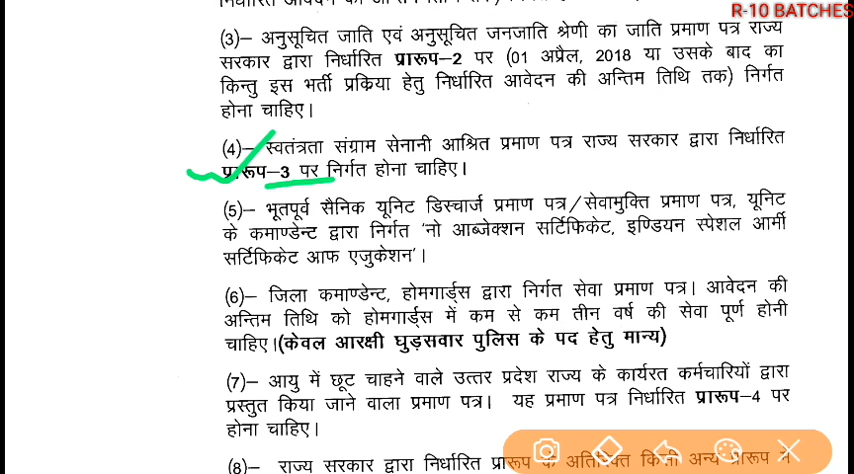 R-10 BATCHES
(3)– अनुसूचित जाति एवं अनुसूचित जनजाति श्रेणी का जाति प्रमाण पत्र राज्य
सरकार द्वारा निर्धारित प्रारूप–2 पर (01 अप्रैल, 2018 या उसके बाद का
किन्तु इस भर्ती प्रक्रिया हेतु निर्धारित आवेदन की अन्तिम तिथि तक) निर्गत
होना चाहिए।
(4)– स्वतंत्रता संग्राम सेनानी आश्रित प्रमाण पत्र राज्य सरकार द्वारा निर्धारित
प्रारूप–3 पर निर्गत होना चाहिए।
(5)– भूतपूर्व सैनिक यूनिट डिस्चार्ज प्रमाण पत्र/सेवामुक्ति प्रमाण पत्र, यूनिट
के कमाण्डेन्ट द्वारा निर्गत 'नो आब्जेक्शन सर्टिफिकेट, इण्डियन स्पेशल आर्मी
सर्टिफिकेट आफ एजुकेशन'।
(6)– जिला कमाण्डेन्ट, होमगार्ड्स द्वारा निर्गत सेवा प्रमाण पत्र। आवेदन की
अन्तिम तिथि को होमगार्ड्स में कम से कम तीन वर्ष की सेवा पूर्ण होनी
चाहिए।(केवल आरक्षी घुड़सवार पुलिस के पद हेतु मान्य)
(7)– आयु में छूट चाहने वाले उत्तर प्रदेश राज्य के कार्यरत कर्मचारियों द्वारा
प्रस्तुत किया जाने वाला प्रमाण पत्र। यह प्रमाण पत्र निर्धारित प्रारूप–4 पर
होना चाहिए।
(8)– राज्य सरकार द्वारा निर्धारित प्रारूप के अतिरिक्त किसी अन्य प्रारूप